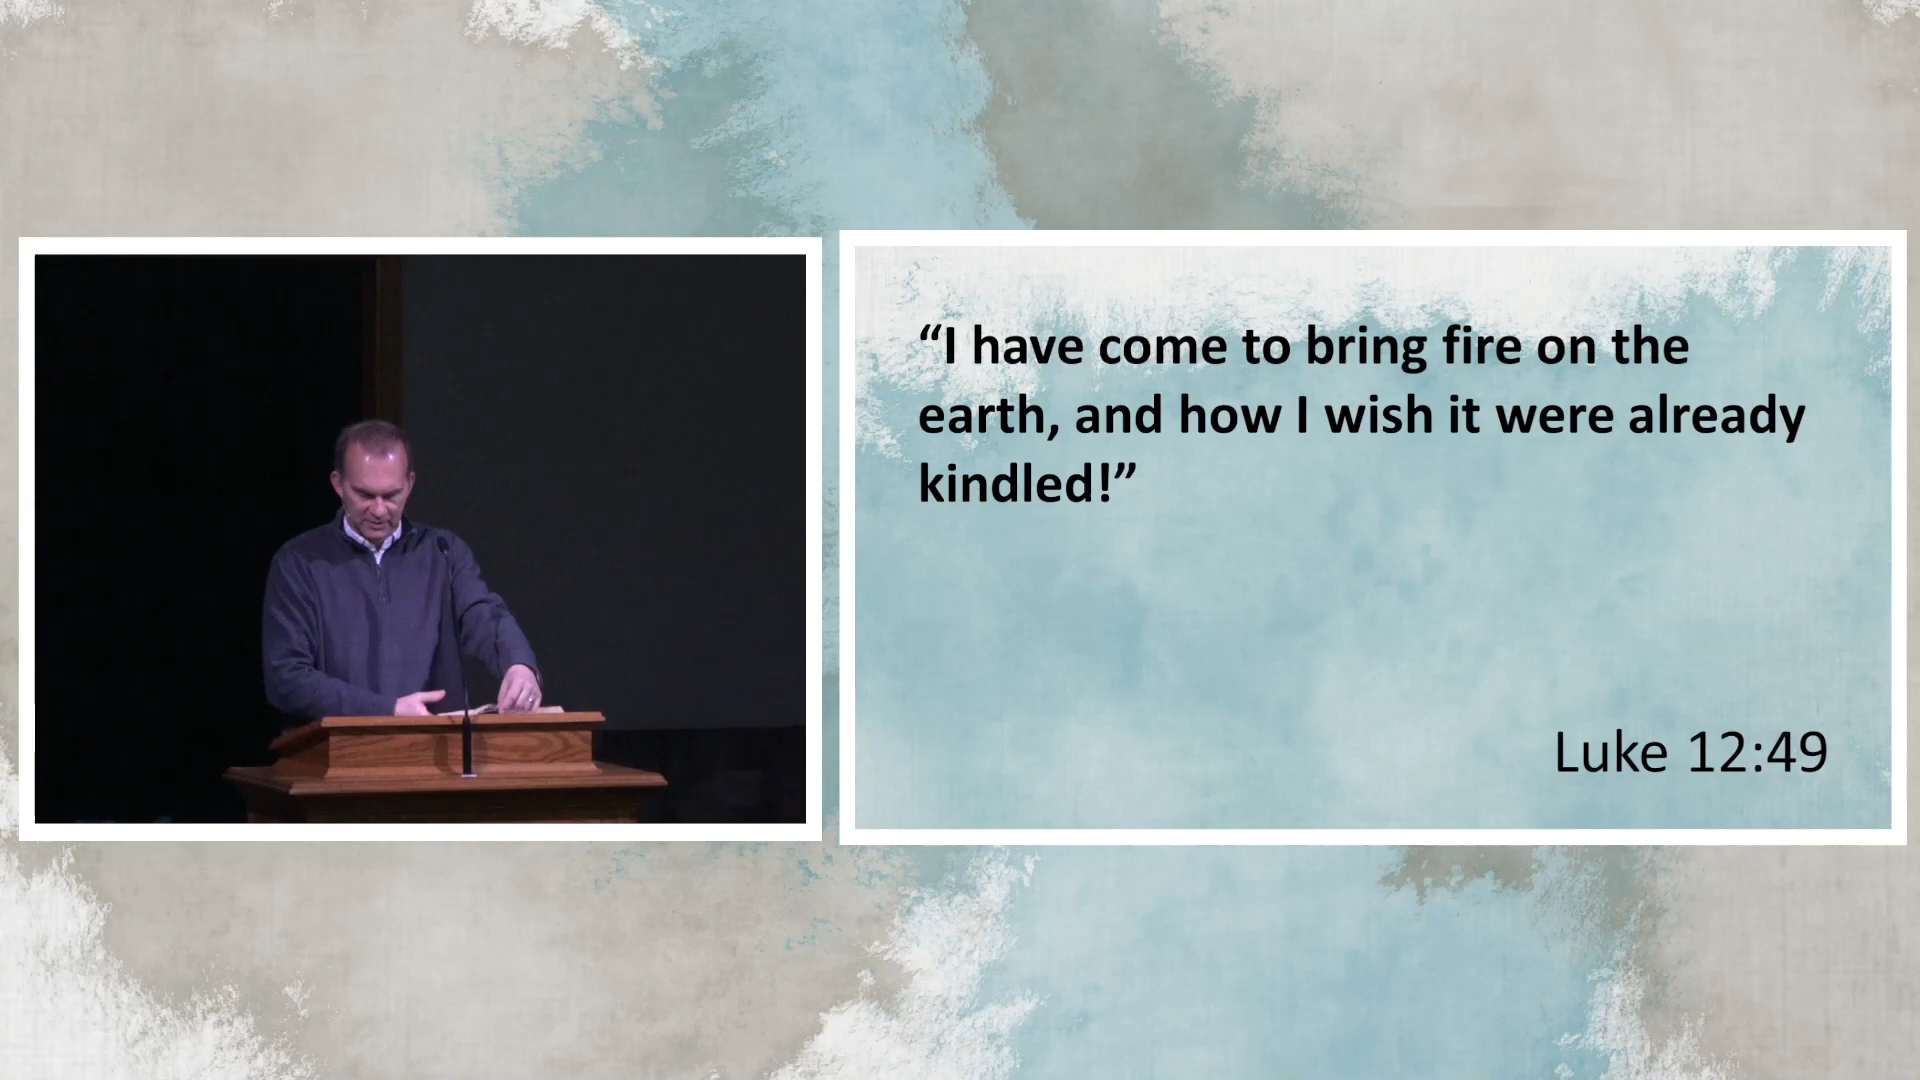 “I have come to bring fire on the
earth, and how I wish it were already
kindled!”
Luke 12:49